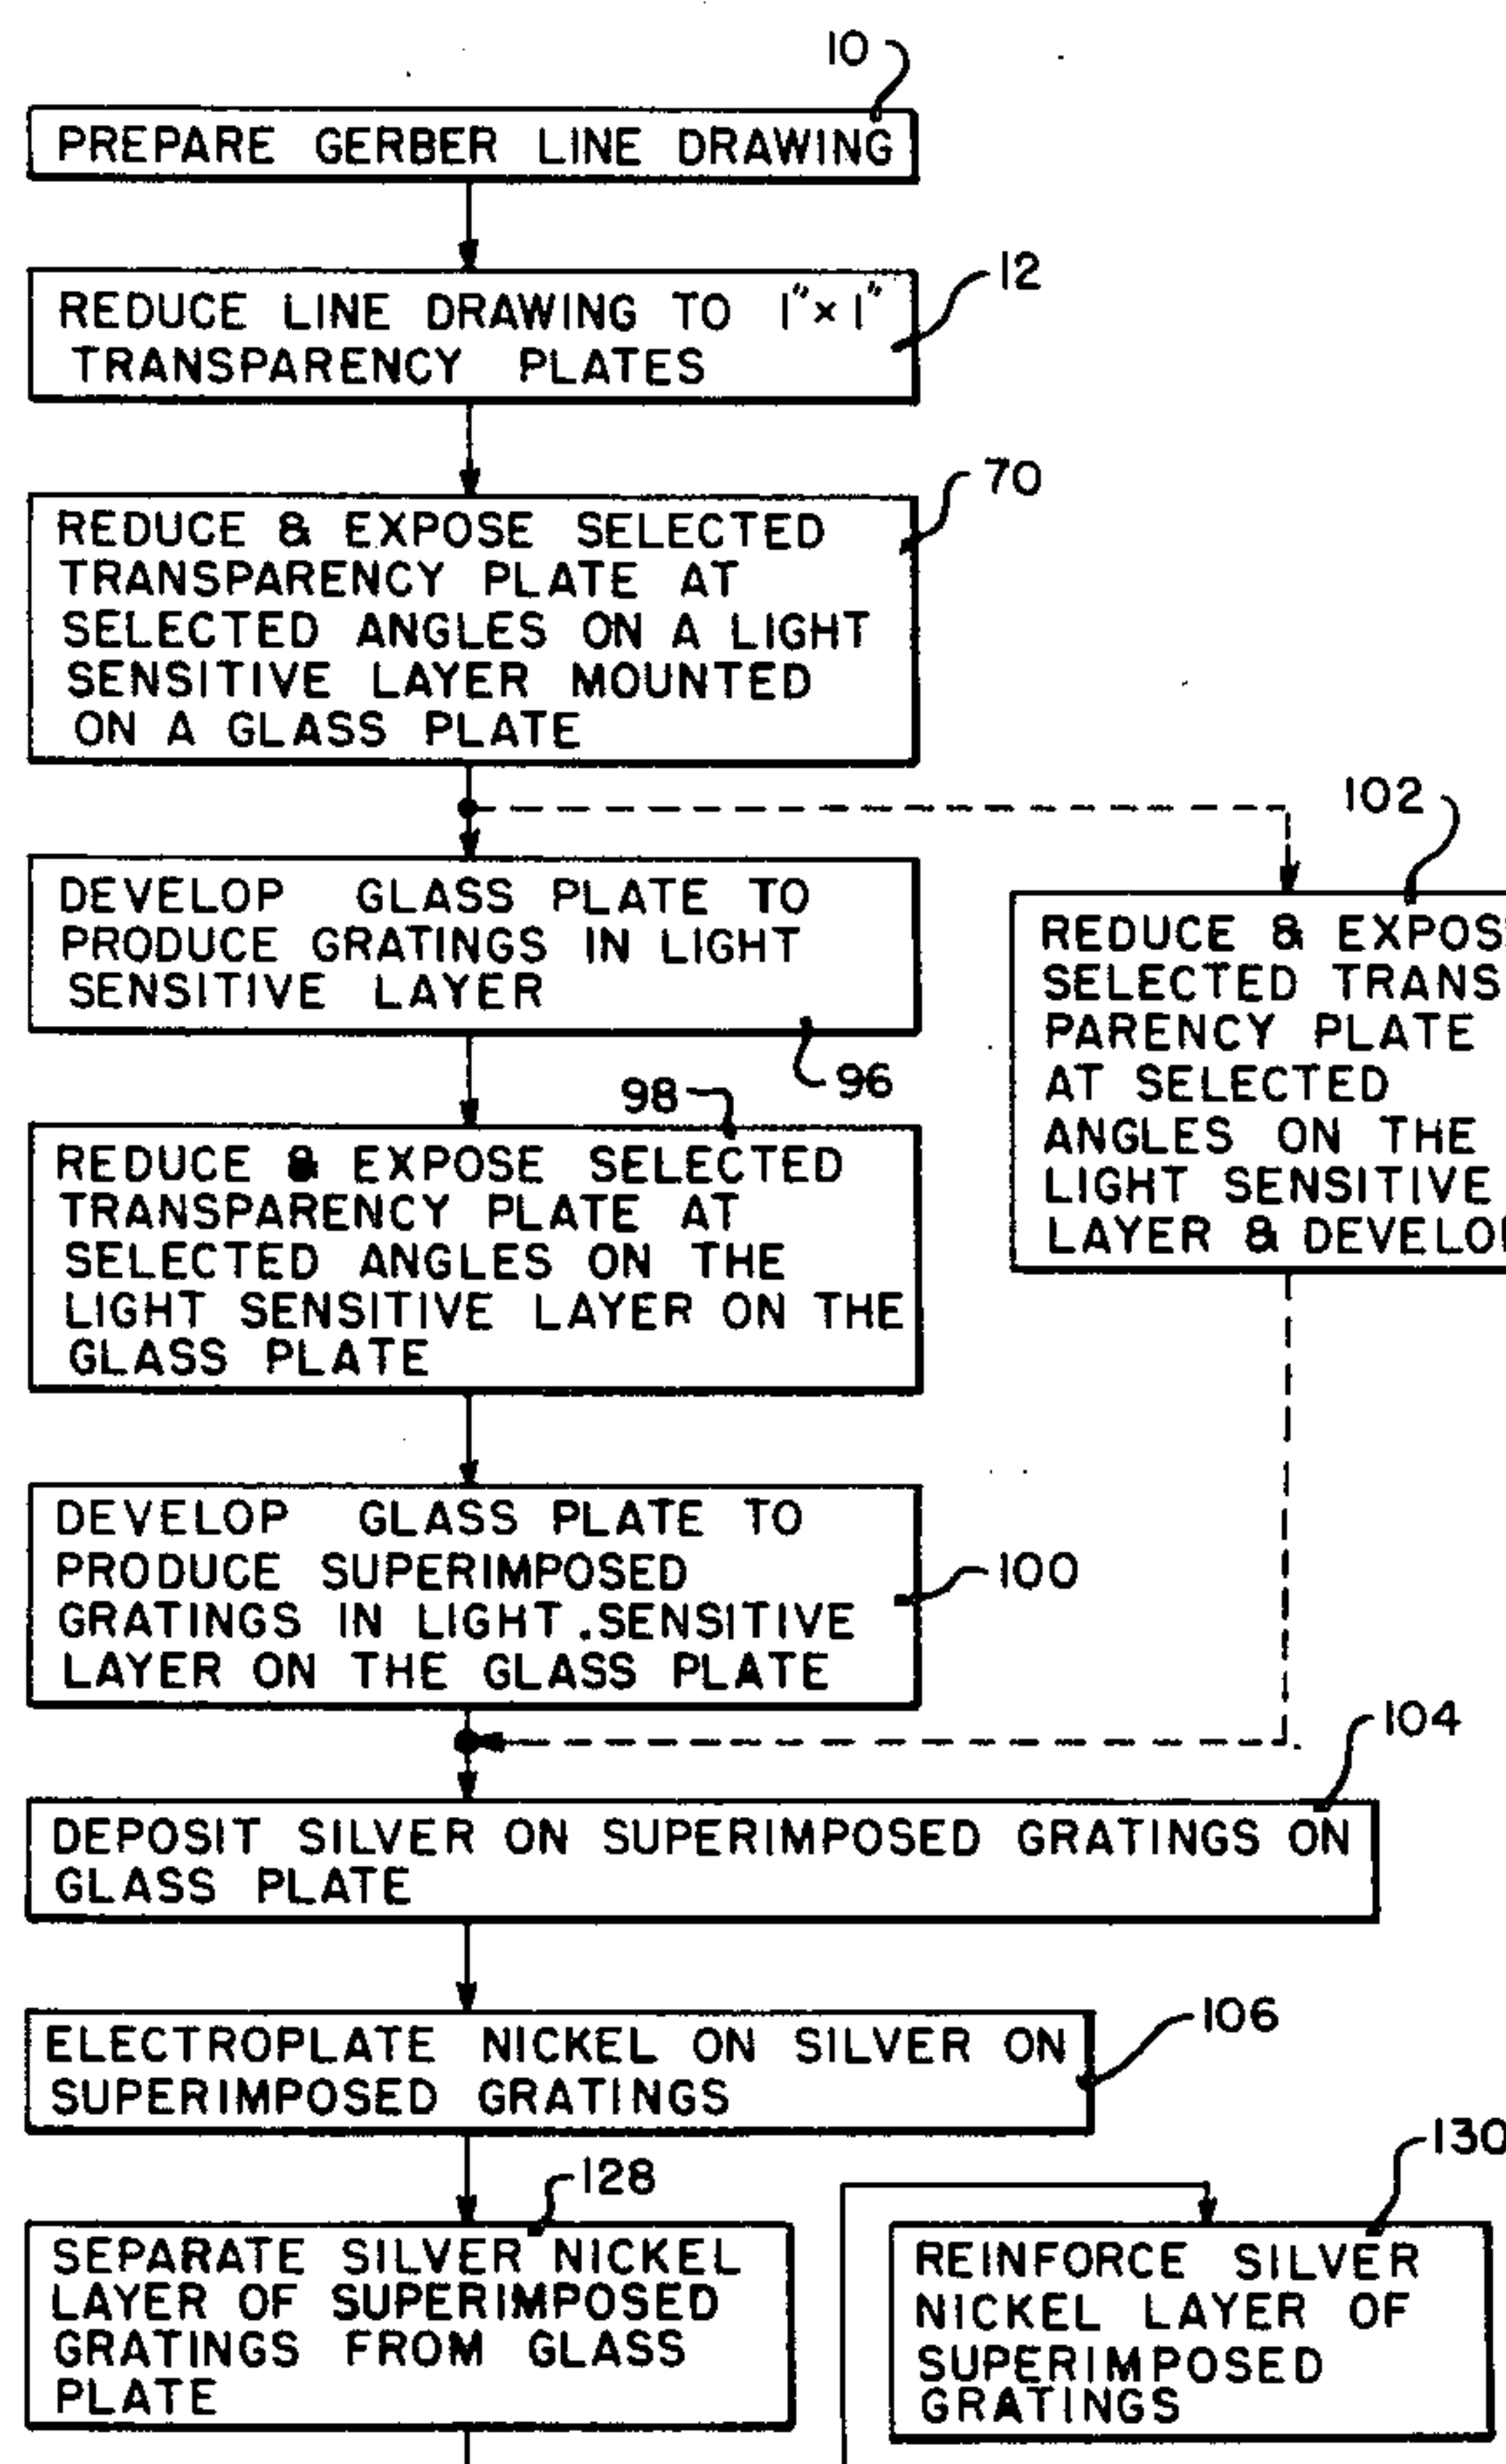 10
PREPARE GERBER LINE DRAWING
12
REDUCE LINE DRAWING TO 1" x 1"
TRANSPARENCY PLATES
70
REDUCE & EXPOSE SELECTED
TRANSPARENCY PLATE AT
SELECTED ANGLES ON A LIGHT
SENSITIVE LAYER MOUNTED
ON A GLASS PLATE
DEVELOP GLASS PLATE TO
PRODUCE GRATINGS IN LIGHT
SENSITIVE LAYER
96
102
REDUCE & EXPOS
SELECTED TRANS
PARENCY PLATE
AT SELECTED
ANGLES ON THE
LIGHT SENSITIVE
LAYER & DEVELO
98
REDUCE & EXPOSE SELECTED
TRANSPARENCY PLATE AT
SELECTED ANGLES ON THE
LIGHT SENSITIVE LAYER ON THE
GLASS PLATE
DEVELOP GLASS PLATE TO
PRODUCE SUPERIMPOSED
GRATINGS IN LIGHT SENSITIVE
LAYER ON THE GLASS PLATE
100
104
DEPOSIT SILVER ON SUPERIMPOSED GRATINGS ON
GLASS PLATE
106
ELECTROPLATE NICKEL ON SILVER ON
SUPERIMPOSED GRATINGS
128
SEPARATE SILVER NICKEL
LAYER OF SUPERIMPOSED
GRATINGS FROM GLASS
PLATE
130
REINFORCE SILVER
NICKEL LAYER OF
SUPERIMPOSED
GRATINGS